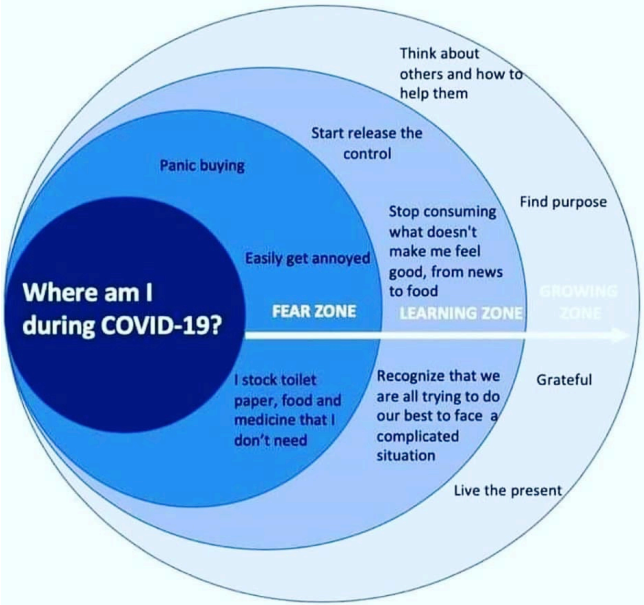 Think about
others and how to
help them
Start release the
control
Panic buying
Find purpose
Stop consuming
what doesn't
make me feel
good, from news
to food
Easily get annoyed
Where am I
during COVID-19?
FEAR ZONE
LEARNING ZONE
GROWING
ZONE
I stock toilet
paper, food and
medicine that I
don't need
Recognize that we
are all trying to do
our best to face a
complicated
situation
Grateful
Live the present